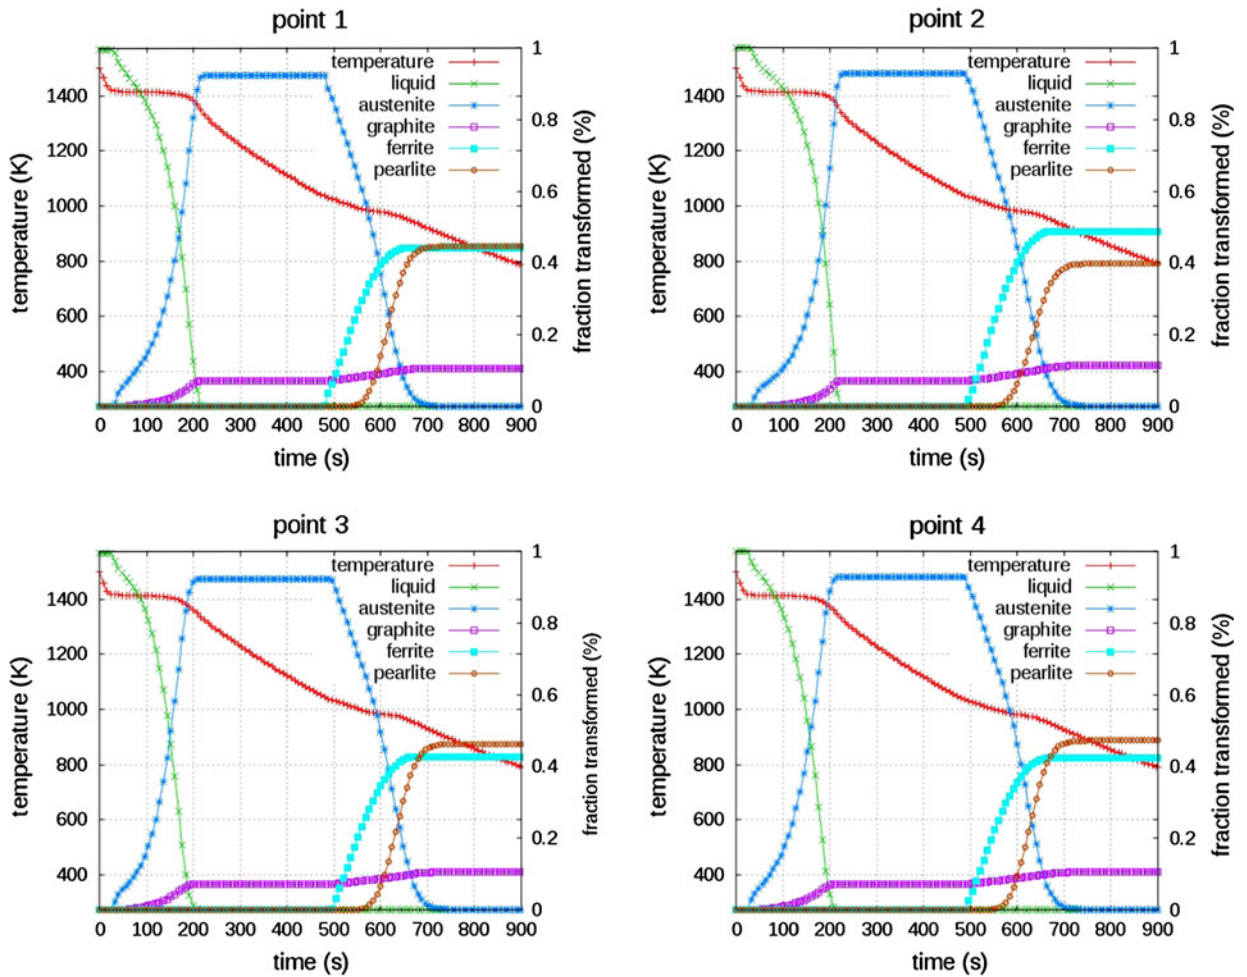 point 1
temperature
liquid
austenite
graphite
ferrite
pearlite
temperature (K)
1400
1200
1000
800
600
400
1
0.8
0.6
0.4
0.2
0
fraction transformed (%)
0 100 200 300 400 500 600 700 800 900
time (s)
point 2
temperature
liquid
austenite
graphite
ferrite
pearlite
temperature (K)
1400
1200
1000
800
600
400
1
0.8
0.6
0.4
0.2
0
fraction transformed (%)
0 100 200 300 400 500 600 700 800 900
time (s)
point 3
temperature
liquid
austenite
graphite
ferrite
pearlite
temperature (K)
1400
1200
1000
800
600
400
1
0.8
0.6
0.4
0.2
0
fraction transformed (%)
0 100 200 300 400 500 600 700 800 900
time (s)
point 4
temperature
liquid
austenite
graphite
ferrite
pearlite
temperature (K)
1400
1200
1000
800
600
400
1
0.8
0.6
0.4
0.2
0
fraction transformed (%)
0 100 200 300 400 500 600 700 800 900
time (s)